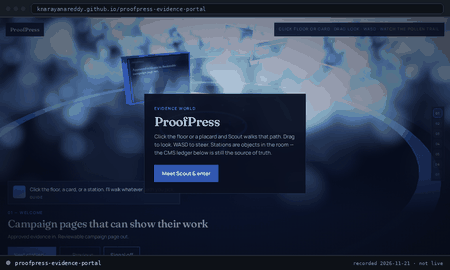 knarayanareddy.github.io/proofpress-evidence-portal
ProofPress
EVIDENCE WORLD
ProofPress
Click the floor or a placard and Scout walks that path. Drag
to look. WASD to steer. Stations are objects in the room —
the CMS ledger below is still the source of truth.
Meet Scout & enter
Click the floor, a card, or a station. I'll walk wherever
WELCOME
Campaign pages that can show their work
proofpress-evidence-portal
recorded 2026-11-21 · not live